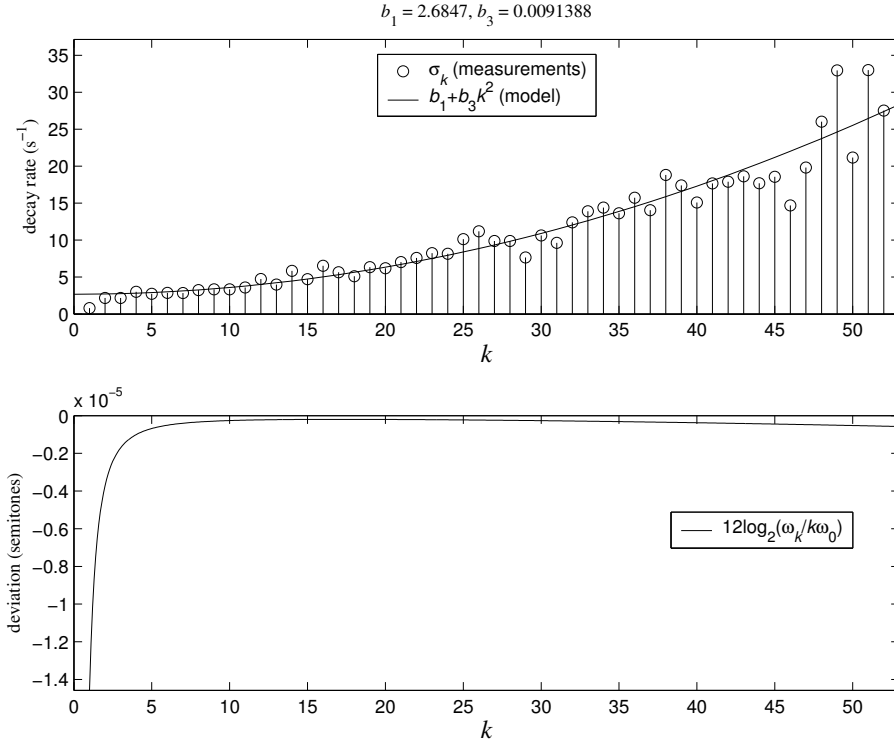 b₁ = 2.6847, b₃ = 0.0091388
35
30
25
20
15
10
5
0
decay rate (s⁻¹)
σₖ (measurements)
b₁+b₃k² (model)
0 5 10 15 20 25 30 35 40 45 50
k
x 10⁻⁵
0
−0.2
−0.4
−0.6
−0.8
−1
−1.2
−1.4
deviation (semitones)
12log₂(ωₖ/kω₀)
0 5 10 15 20 25 30 35 40 45 50
k